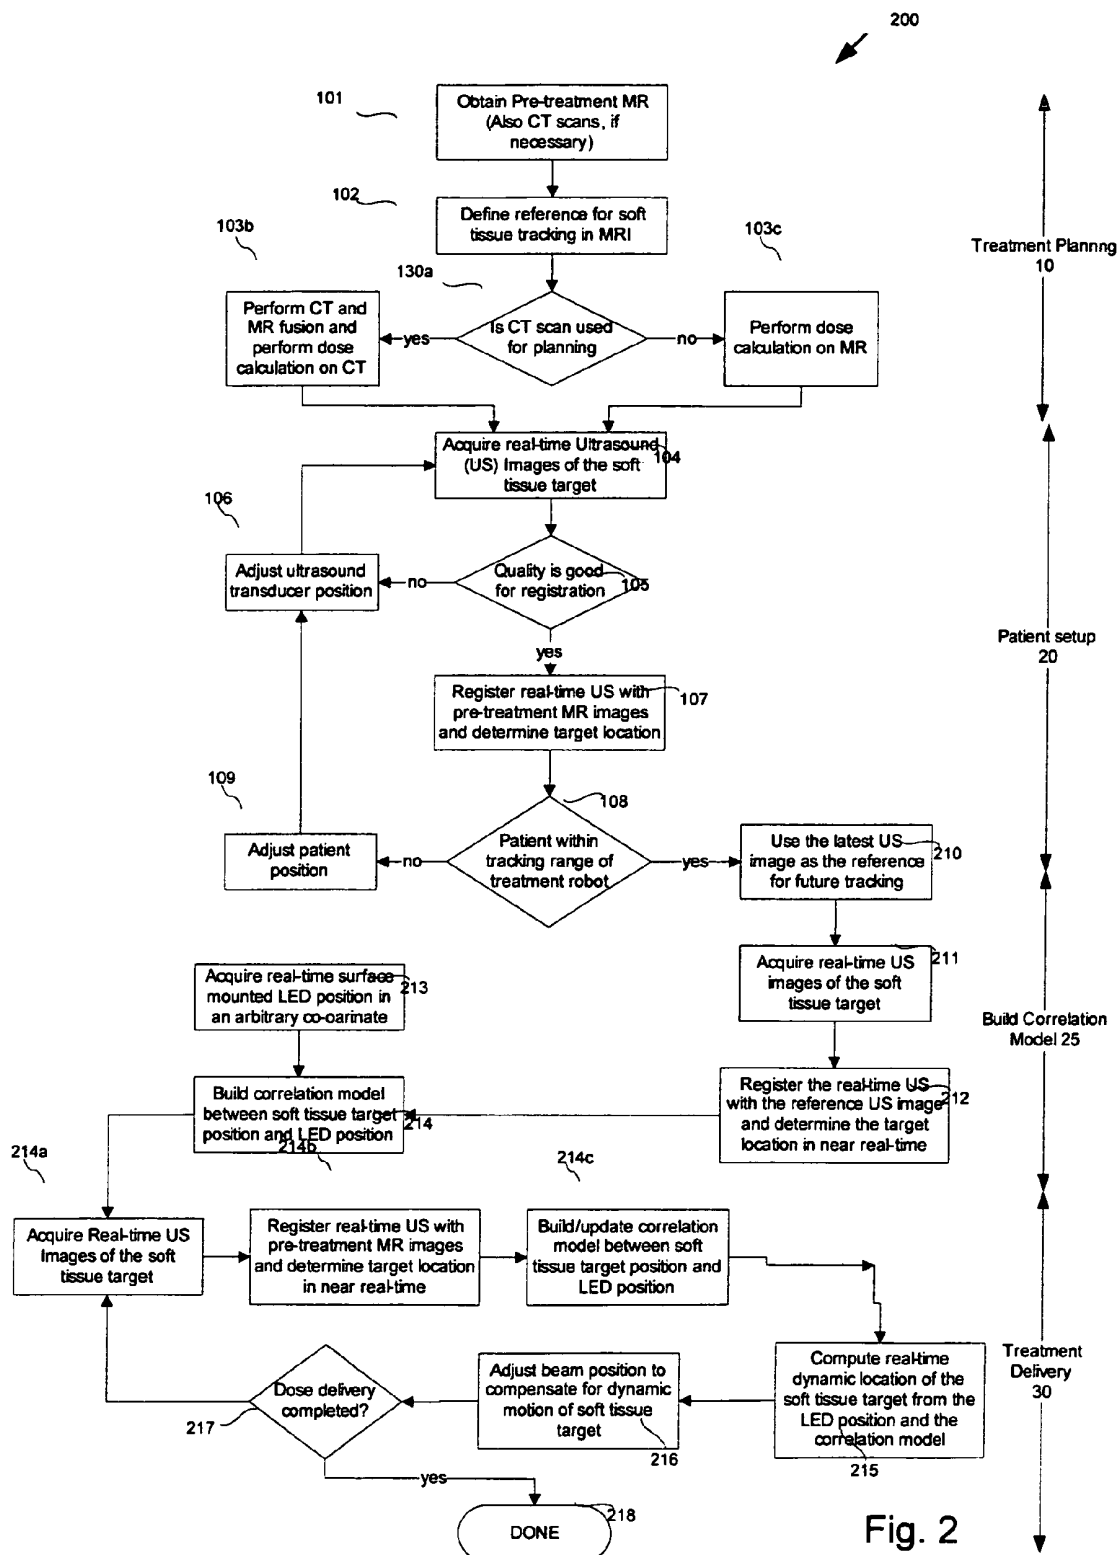 200
101
Obtain Pre-treatment MR
(Also CT scans, if
necessary)
102
Define reference for soft
tissue tracking in MRI
103b
103c
Treatment Plannng
10
130a
Perform CT and
MR fusion and
perform dose
calculation on CT
yes
Is CT scan used
for planning
no
Perform dose
calculation on MR
Acquire real-time Ultrasound
(US) Images of the soft
tissue target
104
106
Adjust ultrasound
transducer position
no
Quality is good
for registration
105
yes
Patient setup
20
Register real-time US with
pre-treatment MR images
and determine target location
107
109
108
Adjust patient
position
no
Patient within
tracking range of
treatment robot
yes
Use the latest US
image as the reference
for future tracking
210
211
Acquire real-time US
images of the soft
tissue target
Acquire real-time surface
mounted LED position in
an arbitrary co-oarinate
213
Build Correlation
Model 25
Build correlation model
between soft tissue target
position and LED position
214
Register the real-time US
with the reference US image
and determine the target
location in near real-time
212
214a
214b
214c
Acquire Real-time US
Images of the soft
tissue target
Register real-time US with
pre-treatment MR images
and determine target location
in near real-time
Build/update correlation
model between soft
tissue target position and
LED position
Treatment
Delivery
30
Dose delivery
completed?
217
Adjust beam position to
compensate for dynamic
motion of soft tissue
target
216
Compute real-time
dynamic location of the
soft tissue target from the
LED position and the
correlation model
215
yes
218
DONE
Fig. 2